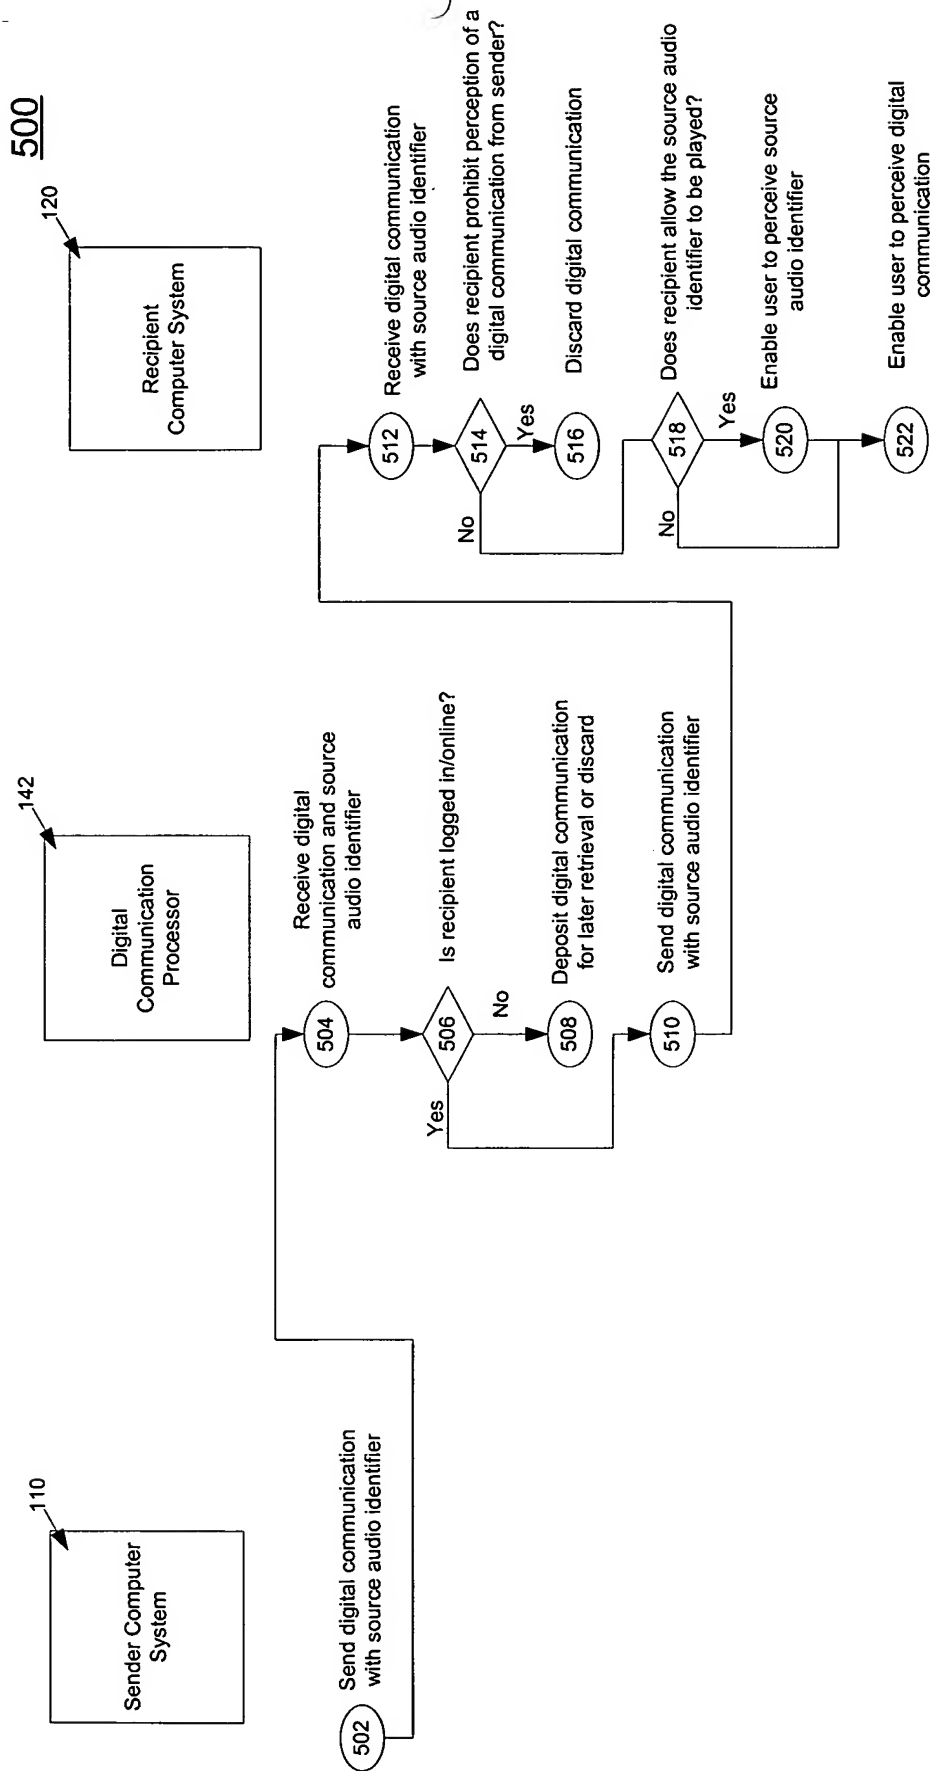 500
110
Sender Computer
System
142
Digital
Communication
Processor
120
Recipient
Computer System
502
Send digital communication
with source audio identifier
504
Receive digital
communication and source
audio identifier
506
Is recipient logged in/online?
Yes
No
508
Deposit digital communication
for later retrieval or discard
510
Send digital communication
with source audio identifier
512
Receive digital communication
with source audio identifier
514
Does recipient prohibit perception of a
digital communication from sender?
No
Yes
516
Discard digital communication
518
Does recipient allow the source audio
identifier to be played?
No
Yes
520
Enable user to perceive source
audio identifier
522
Enable user to perceive digital
communication